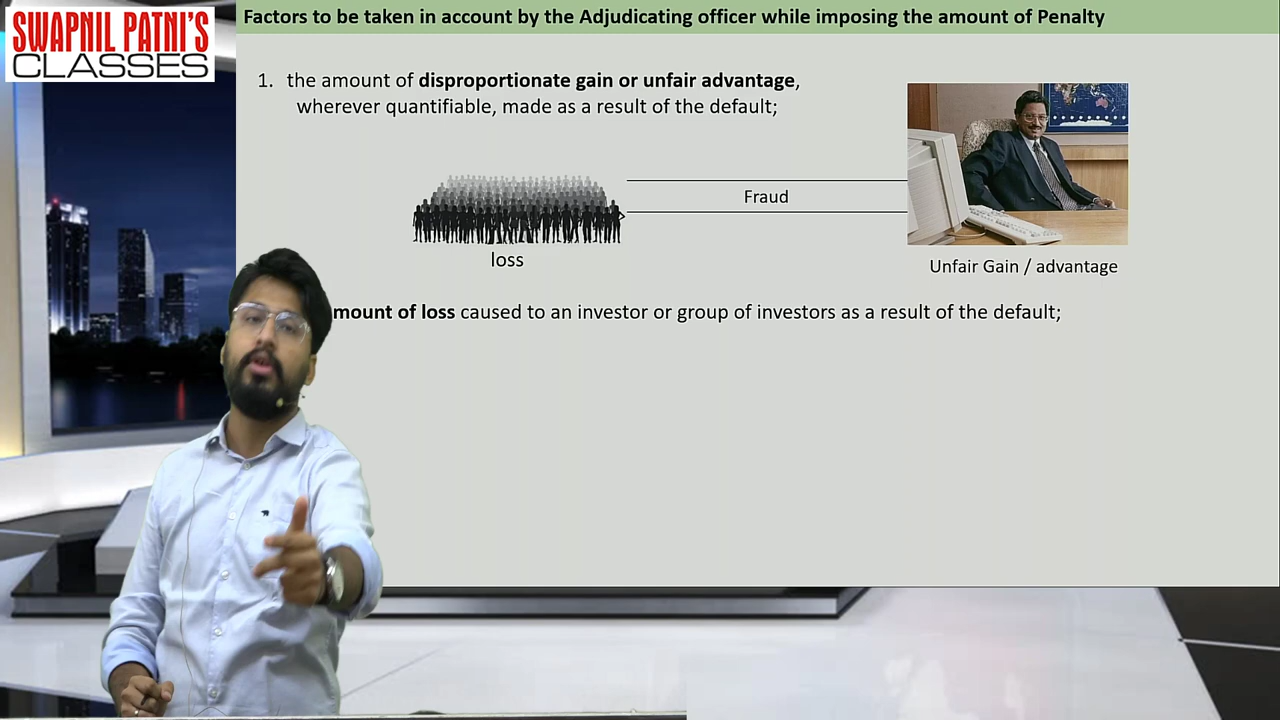 SWAPNIL PATNI'S
CLASSES
Factors to be taken in account by the Adjudicating officer while imposing the amount of Penalty
1. the amount of disproportionate gain or unfair advantage,
wherever quantifiable, made as a result of the default;
Fraud
loss
Unfair Gain / advantage
mount of loss caused to an investor or group of investors as a result of the default;